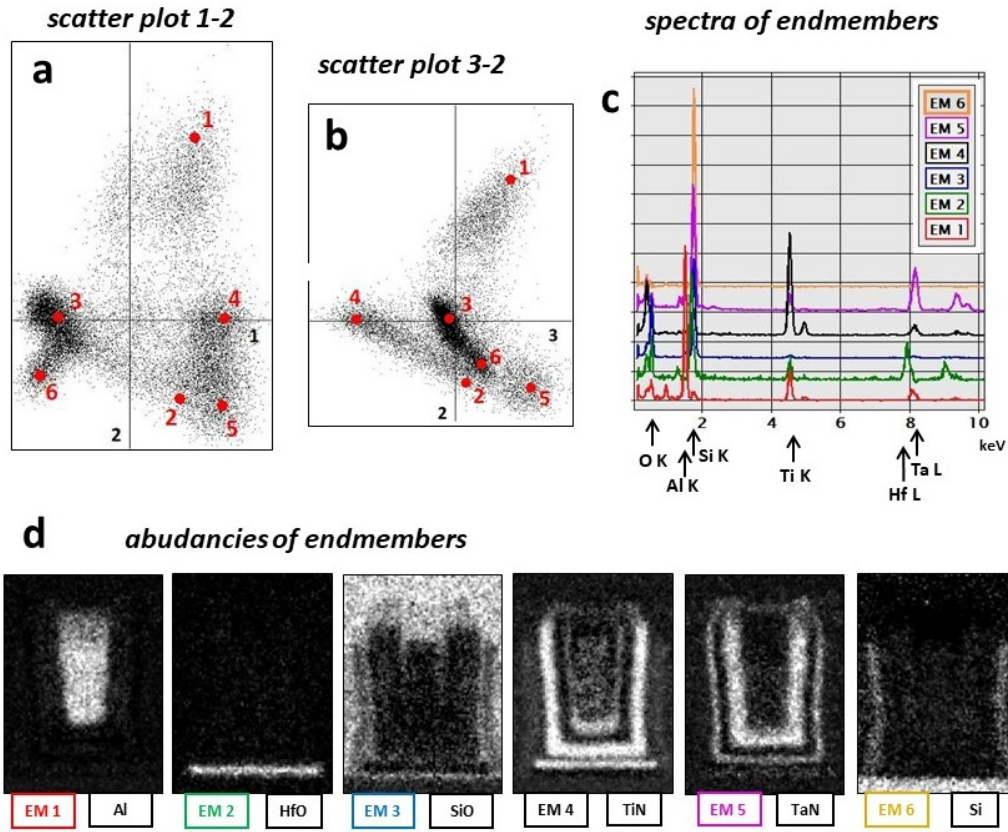 scatter plot 1-2
scatter plot 3-2
spectra of endmembers
a
1
3
4
1
6
2
5
2
b
1
4
3
3
6
2
5
2
c
EM 6
EM 5
EM 4
EM 3
EM 2
EM 1
2
4
6
8
10
keV
O K
Al K
Si K
Ti K
Hf L
Ta L
d
abudancies of endmembers
EM 1 Al
EM 2 HfO
EM 3 SiO
EM 4 TiN
EM 5 TaN
EM 6 Si